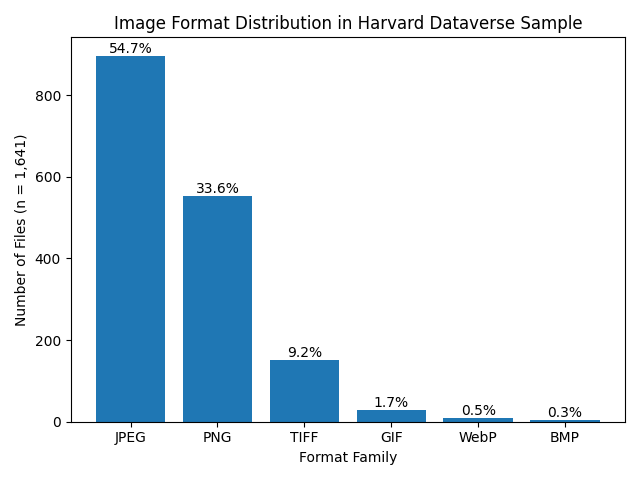 Image Format Distribution in Harvard Dataverse Sample
Number of Files (n = 1,641)
800
600
400
200
0
54.7%
33.6%
9.2%
1.7%
0.5%
0.3%
JPEG PNG TIFF GIF WebP BMP
Format Family